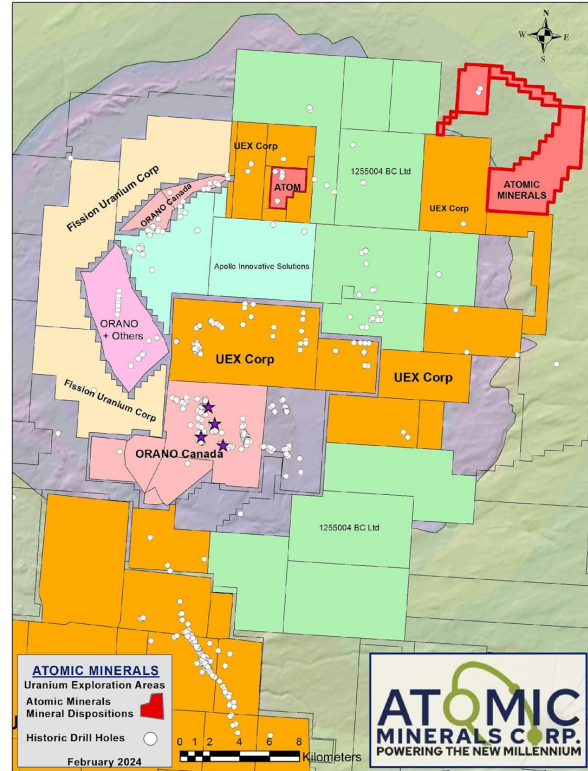 N
W E
S
UEX Corp
1255004 BC Ltd
ATOM
ATOMIC
MINERALS
UEX Corp
Fission Uranium Corp
ORANO Canada
Apollo Innovative Solutions
ORANO
+ Others
UEX Corp
UEX Corp
Fission Uranium Corp
ORANO Canada
1255004 BC Ltd
ATOMIC MINERALS
Uranium Exploration Areas
Atomic Minerals
Mineral Dispositions
Historic Drill Holes
February 2024
0 1 2 4 6 8
Kilometers
ATOMIC
MINERALS CORP.
POWERING THE NEW MILLENNIUM